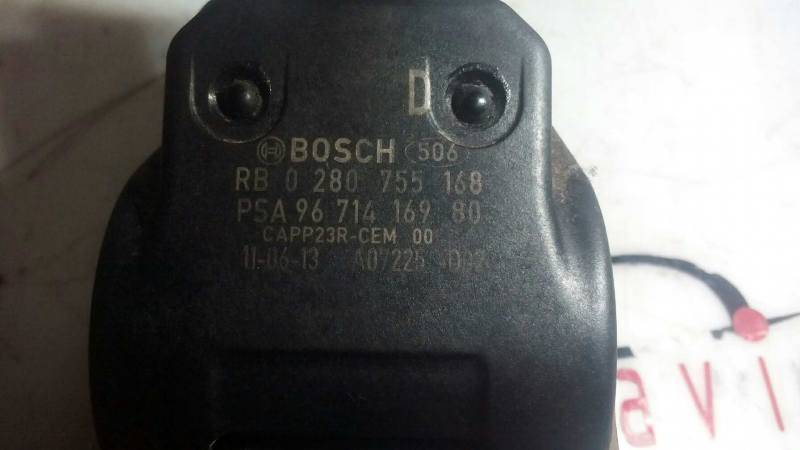 D
BOSCH 506
RB 0 280 755 168
PSA 96 714 169 80
CAPP23R-CEM 00
11-06-13